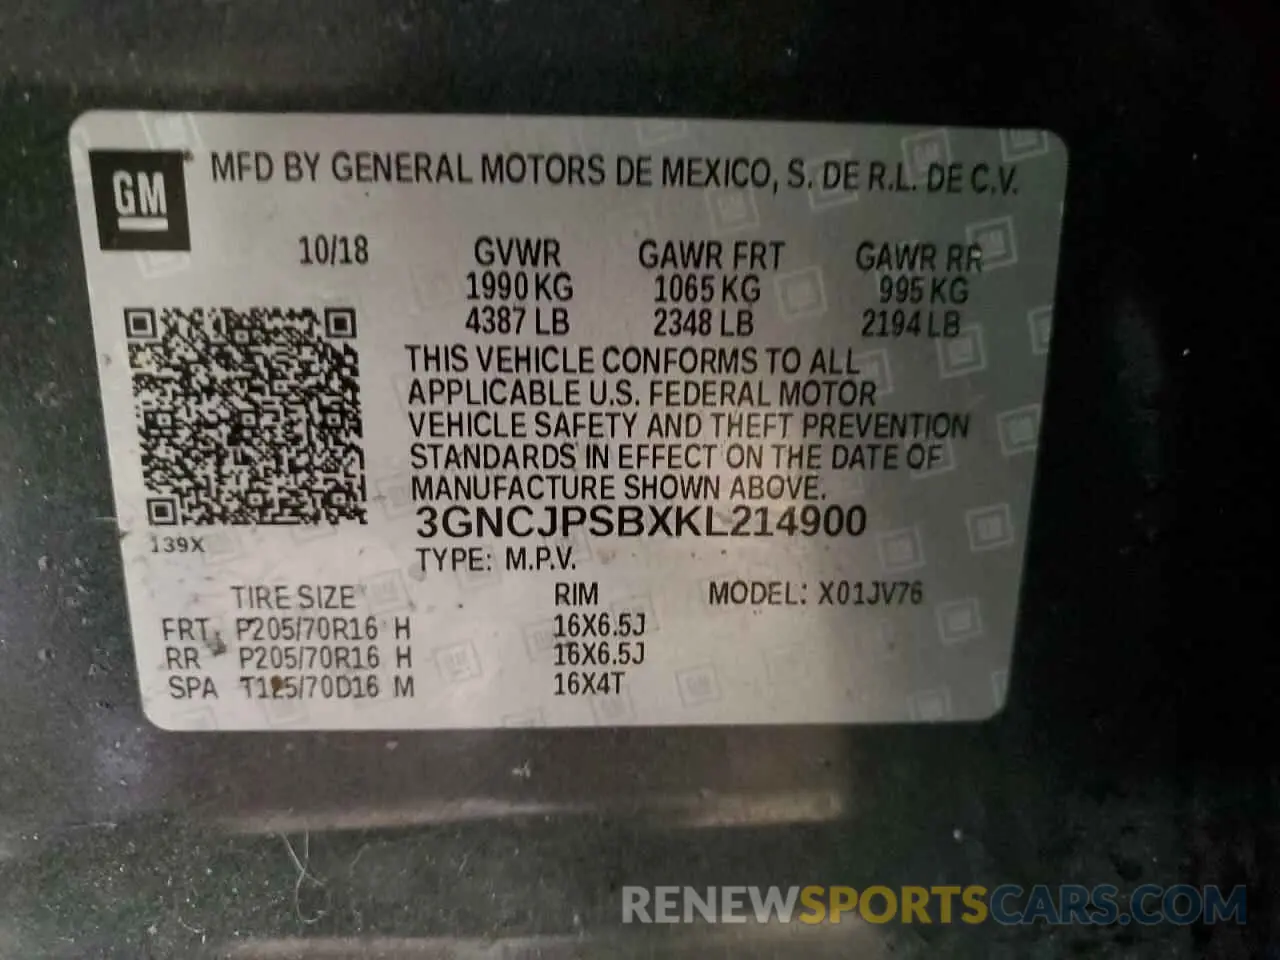 GM® MFD BY GENERAL MOTORS DE MEXICO, S. DE R.L. DE C.V.
10/18 GVWR GAWR FRT GAWR RR
1990 KG 1065 KG 995 KG
4387 LB 2348 LB 2194 LB
THIS VEHICLE CONFORMS TO ALL
APPLICABLE U.S. FEDERAL MOTOR
VEHICLE SAFETY AND THEFT PREVENTION
STANDARDS IN EFFECT ON THE DATE OF
MANUFACTURE SHOWN ABOVE.
3GNCJPSBXKL214900
139X
TYPE: M.P.V.
TIRE SIZE RIM MODEL: X01JV76
FRT P205/70R16 H 16X6.5J
RR P205/70R16 H 16X6.5J
SPA T125/70D16 M 16X4T
RENEWSPORTSCARS.COM